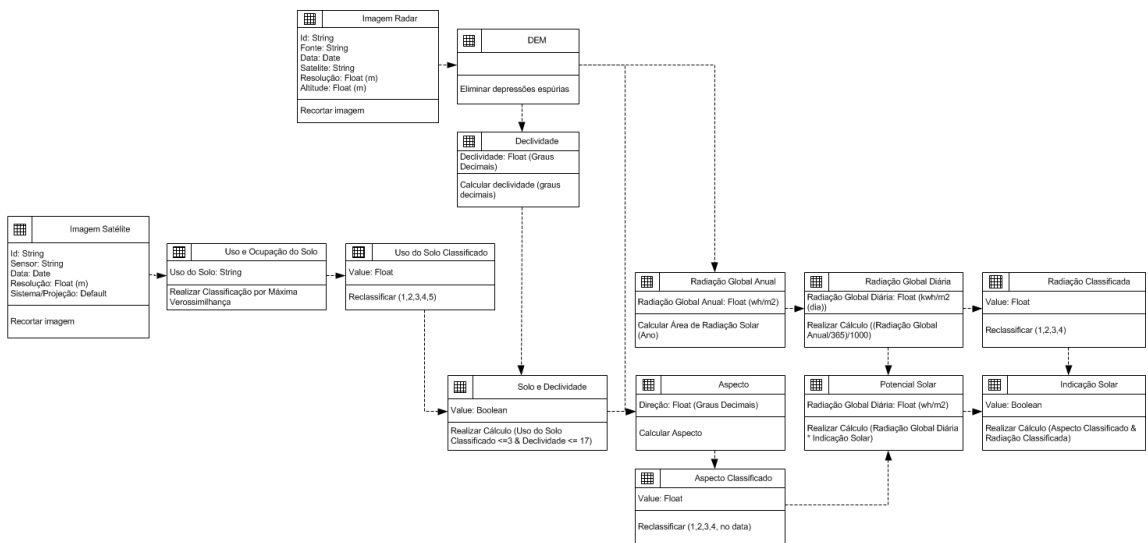 Imagem Radar
Id: String
Fonte: String
Data: Date
Satelite: String
Resolução: Float (m)
Altitude: Float (m)
Recortar imagem
DEM
Eliminar depressões espúrias
Declividade
Declividade: Float (Graus
Decimais)
Calcular declividade (graus
decimais)
Imagem Satélite
Id: String
Sensor: String
Data: Date
Resolução: Float (m)
Sistema/Projeção: Default
Recortar imagem
Uso e Ocupação do Solo
Uso do Solo: String
Realizar Classificação por Máxima
Verossimilhança
Uso do Solo Classificado
Value: Float
Reclassificar (1,2,3,4,5)
Radiação Global Anual
Radiação Global Anual: Float (wh/m2)
Calcular Área de Radiação Solar
(Ano)
Radiação Global Diária
Radiação Global Diária: Float (kwh/m2
(dia))
Realizar Cálculo ((Radiação Global
Anual/365)/1000)
Radiação Classificada
Value: Float
Reclassificar (1,2,3,4)
Solo e Declividade
Value: Boolean
Realizar Cálculo (Uso do Solo
Classificado <=3 & Declividade <= 17)
Aspecto
Direção: Float (Graus Decimais)
Calcular Aspecto
Potencial Solar
Radiação Global Diária: Float (wh/m2)
Realizar Cálculo (Radiação Global Diária
* Indicação Solar)
Indicação Solar
Value: Boolean
Realizar Cálculo (Aspecto Classificado &
Radiação Classificada)
Aspecto Classificado
Value: Float
Reclassificar (1,2,3,4, no data)